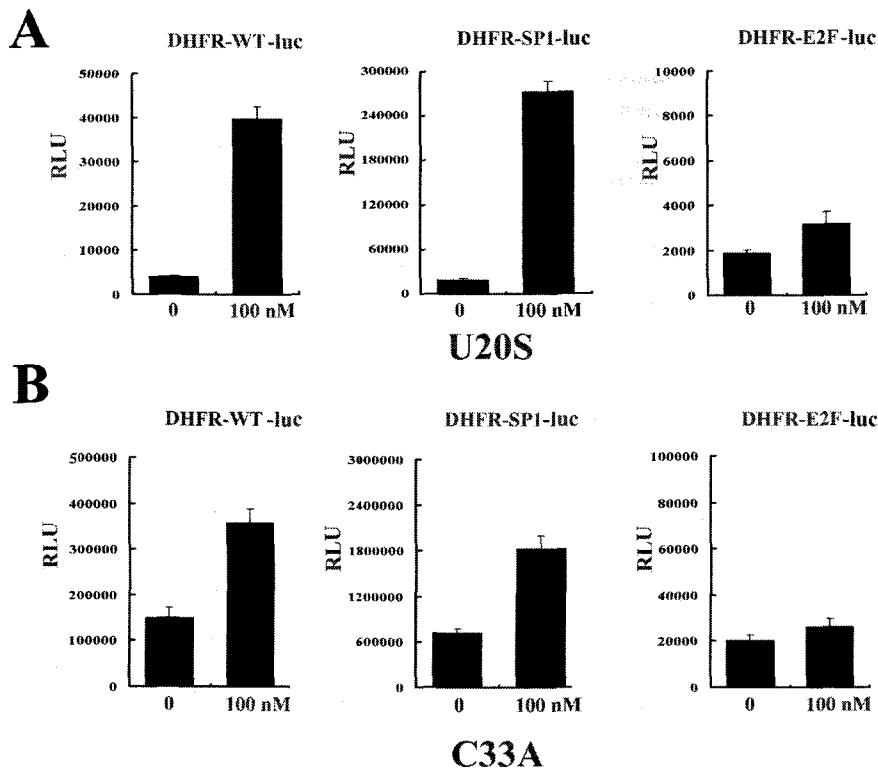 A
DHFR-WT-luc
RLU
50000
40000
30000
20000
10000
0
0
100 nM
DHFR-SP1-luc
RLU
300000
240000
180000
120000
60000
0
0
100 nM
DHFR-E2F-luc
RLU
10000
8000
6000
4000
2000
0
0
100 nM
U20S
B
DHFR-WT-luc
RLU
500000
400000
300000
200000
100000
0
0
100 nM
DHFR-SP1-luc
RLU
3000000
2400000
1800000
1200000
600000
0
0
100 nM
DHFR-E2F-luc
RLU
100000
80000
60000
40000
20000
0
0
100 nM
C33A